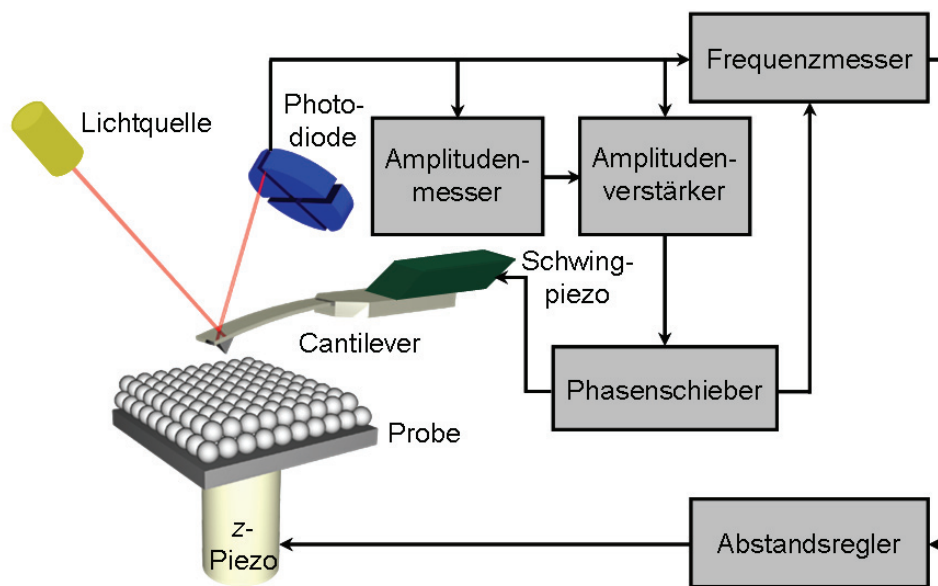 Frequenzmesser
Lichtquelle
Photo-
diode
Amplituden-
messer
Amplituden-
verstärker
Schwing-
piezo
Cantilever
Phasenschieber
Probe
z-
Piezo
Abstandsregler